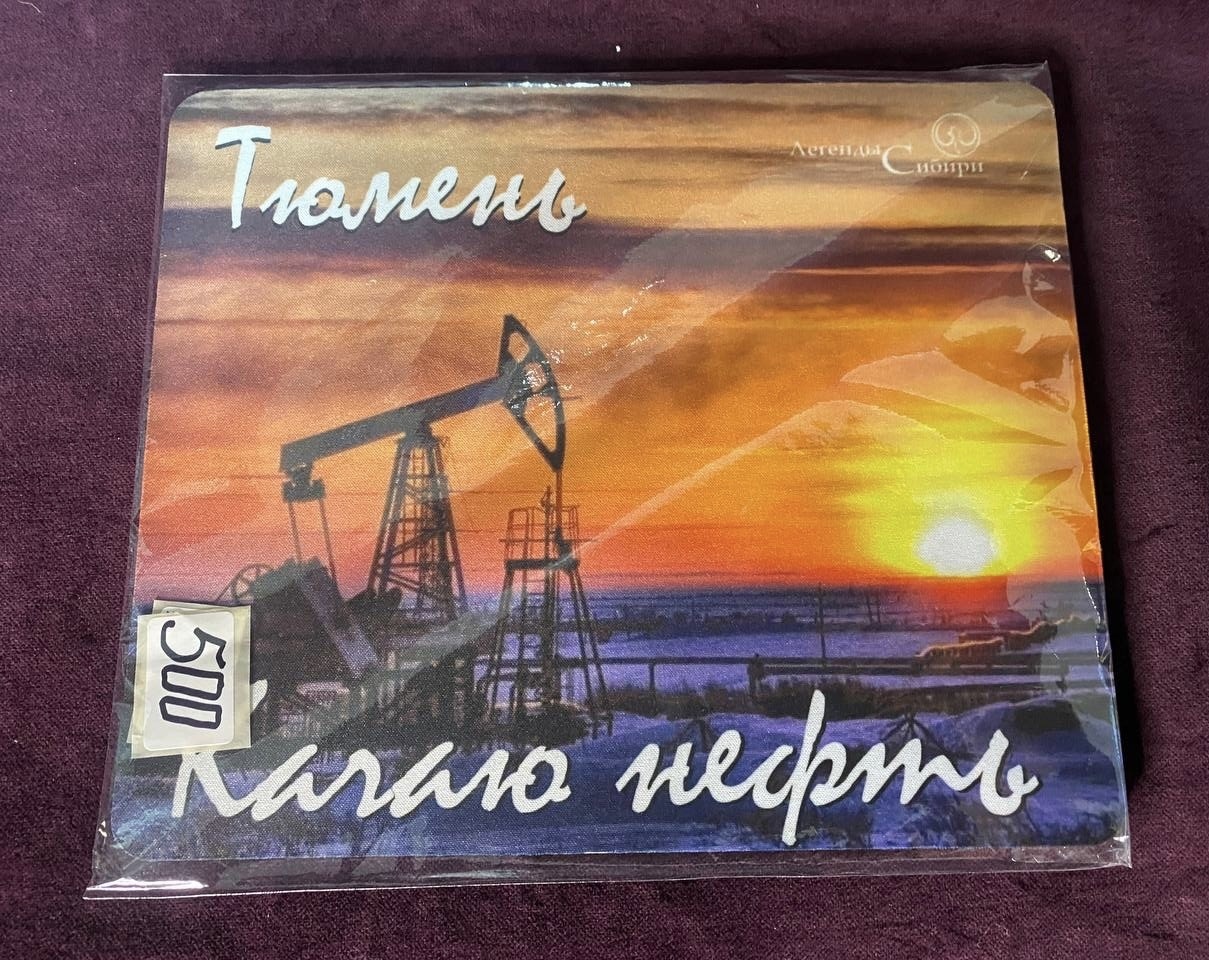 Тюмень
Легенды Сибири
500
Качаю нефть